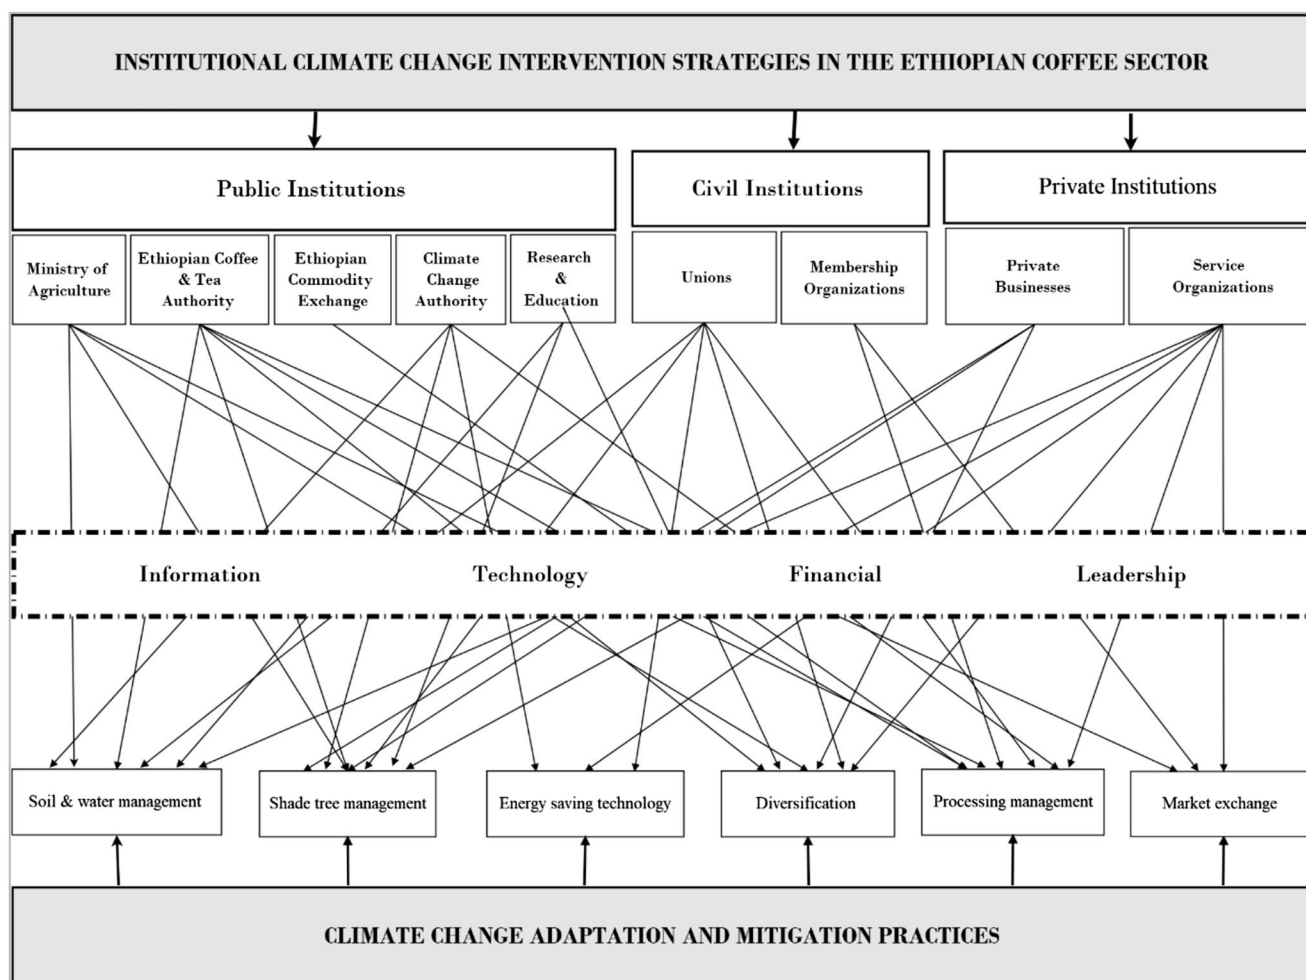 INSTITUTIONAL CLIMATE CHANGE INTERVENTION STRATEGIES IN THE ETHIOPIAN COFFEE SECTOR
Public Institutions
Civil Institutions
Private Institutions
Ministry of
Agriculture
Ethiopian Coffee
& Tea
Authority
Ethiopian
Commodity
Exchange
Climate
Change
Authority
Research
&
Education
Unions
Membership
Organizations
Private
Businesses
Service
Organizations
Information
Technology
Financial
Leadership
Soil & water management
Shade tree management
Energy saving technology
Diversification
Processing management
Market exchange
CLIMATE CHANGE ADAPTATION AND MITIGATION PRACTICES